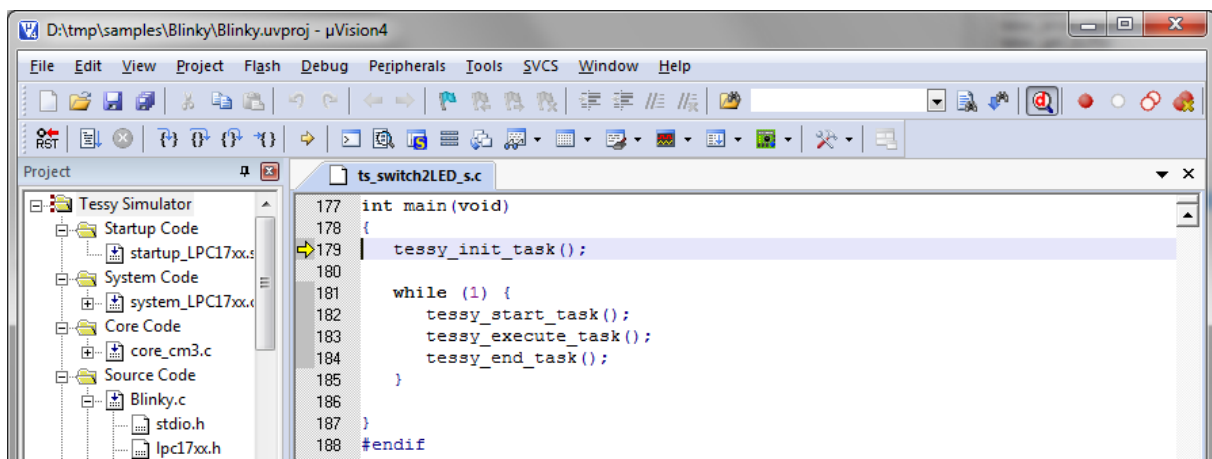 D:\tmp\samples\Blinky\Blinky.uvproj - µVision4
File Edit View Project Flash Debug Peripherals Tools SVCS Window Help
RST
Project
ts_switch2LED_s.c
Tessy Simulator
Startup Code
startup_LPC17xx.s
System Code
system_LPC17xx.c
Core Code
core_cm3.c
Source Code
Blinky.c
stdio.h
lpc17xx.h
177 int main(void)
178 {
179 tessy_init_task();
180
181 while (1) {
182 tessy_start_task();
183 tessy_execute_task();
184 tessy_end_task();
185 }
186
187 }
188 #endif